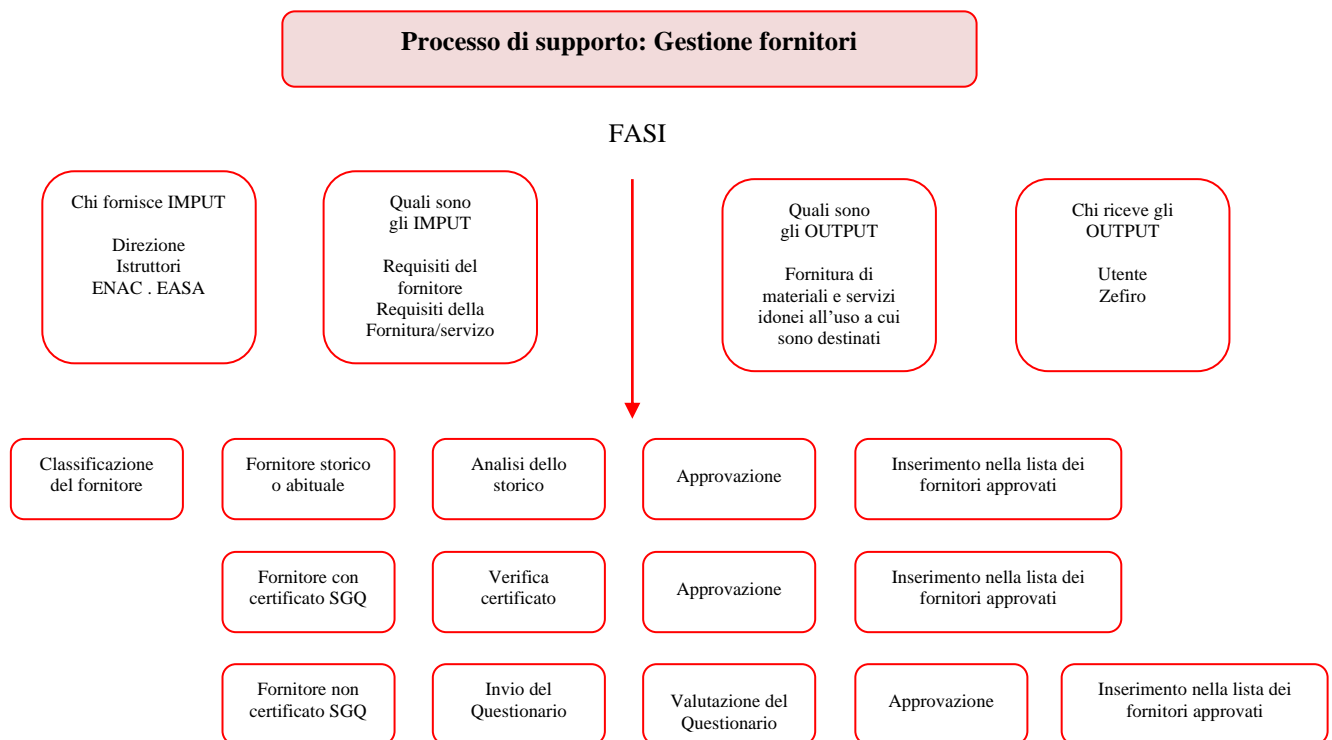 Processo di supporto: Gestione fornitori
FASI
Chi fornisce IMPUT
Direzione
Istruttori
ENAC . EASA
Quali sono
gli IMPUT
Requisiti del
fornitore
Requisiti della
Fornitura/servizo
Quali sono
gli OUTPUT
Fornitura di
materiali e servizi
idonei all’uso a cui
sono destinati
Chi riceve gli
OUTPUT
Utente
Zefiro
Classificazione
del fornitore
Fornitore storico
o abituale
Analisi dello
storico
Approvazione
Inserimento nella lista dei
fornitori approvati
Fornitore con
certificato SGQ
Verifica
certificato
Approvazione
Inserimento nella lista dei
fornitori approvati
Fornitore non
certificato SGQ
Invio del
Questionario
Valutazione del
Questionario
Approvazione
Inserimento nella lista dei
fornitori approvati